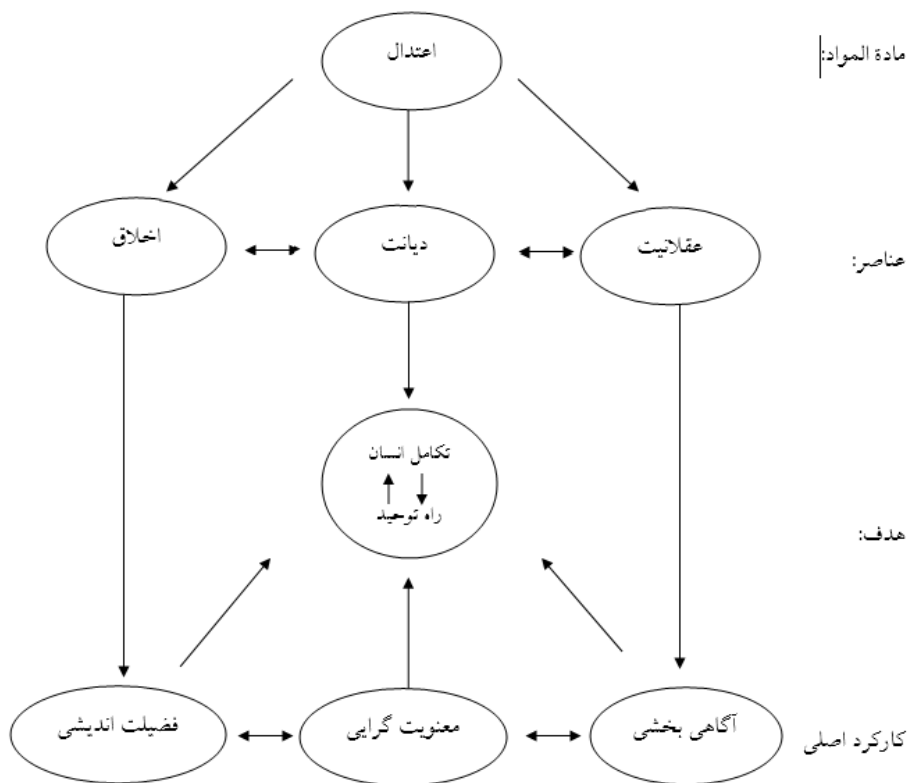 مادة المواد:
اعتدال
عناصر:
عقلانیت
دیانت
اخلاق
هدف:
تکامل انسان
راه توحید
کارکرد اصلی
آگاهی بخشی
معنویت گرایی
فضیلت اندیشی